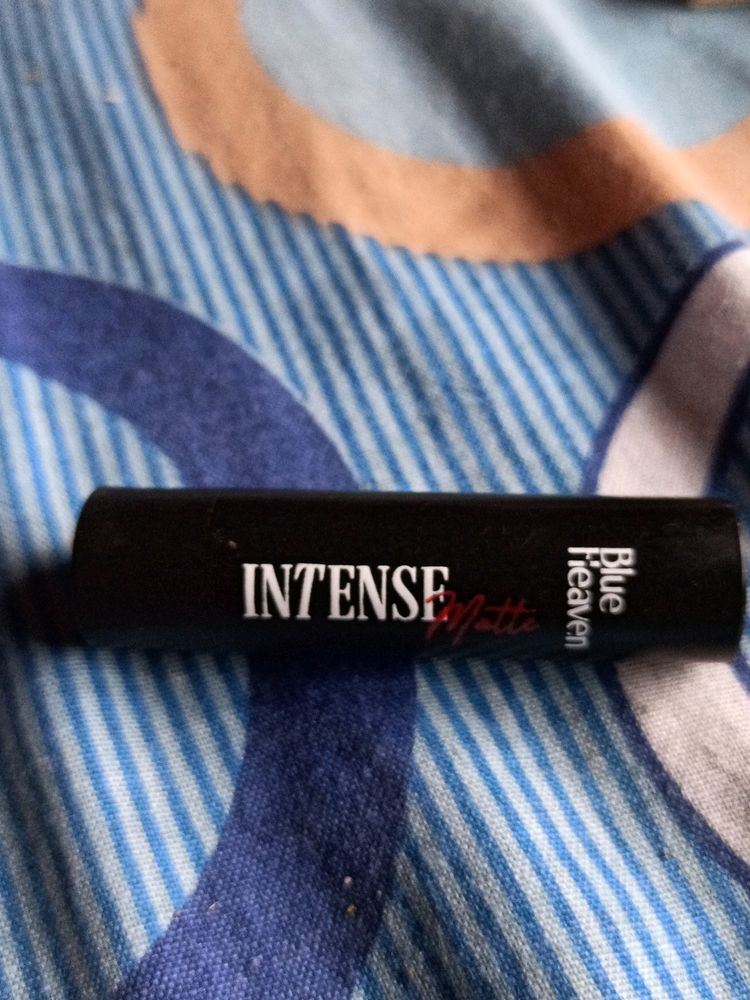 INTENSE
Matte
Blue
Heaven